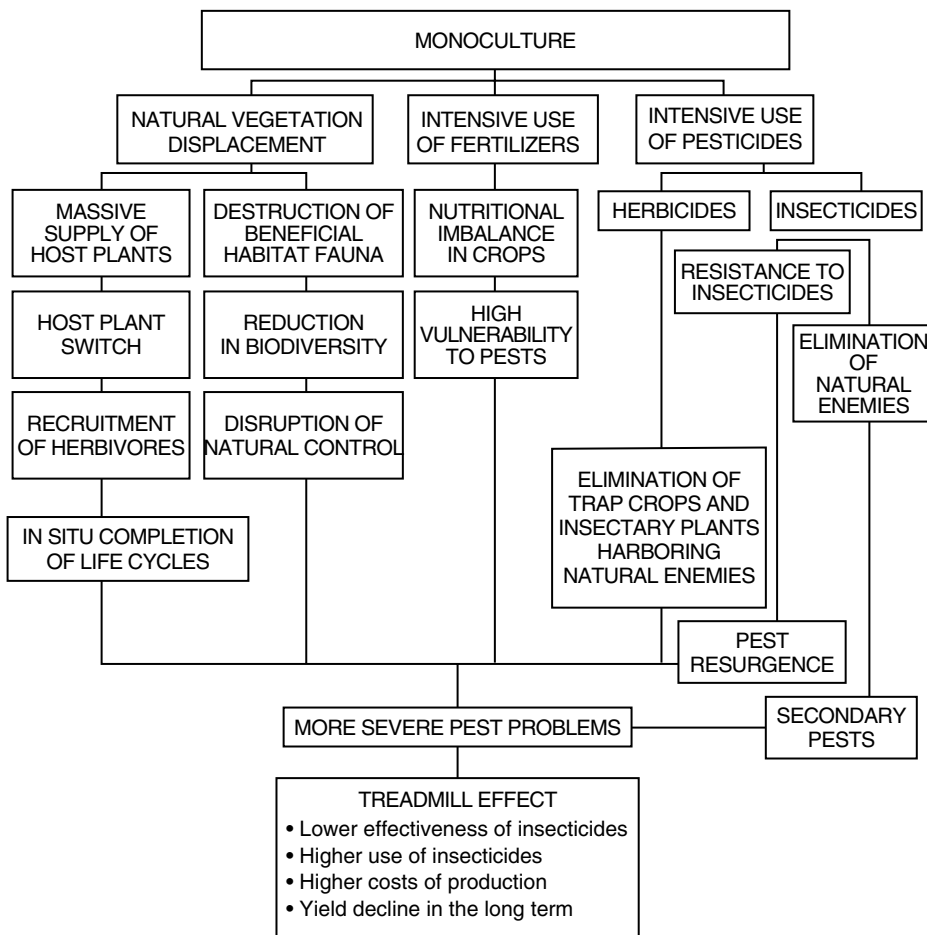 MONOCULTURE
NATURAL VEGETATION
DISPLACEMENT
INTENSIVE USE
OF FERTILIZERS
INTENSIVE USE
OF PESTICIDES
MASSIVE
SUPPLY OF
HOST PLANTS
DESTRUCTION OF
BENEFICIAL
HABITAT FAUNA
NUTRITIONAL
IMBALANCE
IN CROPS
HERBICIDES
INSECTICIDES
RESISTANCE TO
INSECTICIDES
HOST PLANT
SWITCH
REDUCTION
IN BIODIVERSITY
HIGH
VULNERABILITY
TO PESTS
ELIMINATION
OF
NATURAL
ENEMIES
RECRUITMENT
OF HERBIVORES
DISRUPTION OF
NATURAL CONTROL
ELIMINATION OF
TRAP CROPS AND
INSECTARY PLANTS
HARBORING
NATURAL ENEMIES
IN SITU COMPLETION
OF LIFE CYCLES
PEST
RESURGENCE
MORE SEVERE PEST PROBLEMS
SECONDARY
PESTS
TREADMILL EFFECT
• Lower effectiveness of insecticides
• Higher use of insecticides
• Higher costs of production
• Yield decline in the long term